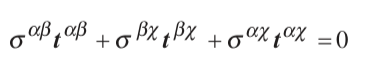 σ^{αβ} t^{αβ} + σ^{βχ} t^{βχ} + σ^{αχ} t^{αχ} = 0